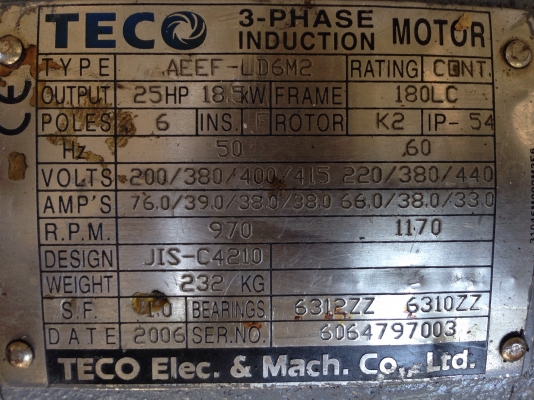 TECO 3-PHASE INDUCTION MOTOR
TYPE AEEF-UD6M2 RATING CONT.
OUTPUT 25HP 18.5kW FRAME 180LC
POLES 6 INS. F ROTOR K2 IP-54
Hz 50 60
VOLTS 200/380/400/415 220/380/440
AMP'S 76.0/39.0/38.0/38.0 66.0/38.0/33.0
R.P.M. 970 1170
DESIGN JIS-C4210
WEIGHT 232 KG
S.F. 1.0 BEARINGS 6312ZZ 6310ZZ
DATE 2006 SER.NO. 6064797003
TECO Elec. & Mach. Co., Ltd.
CE